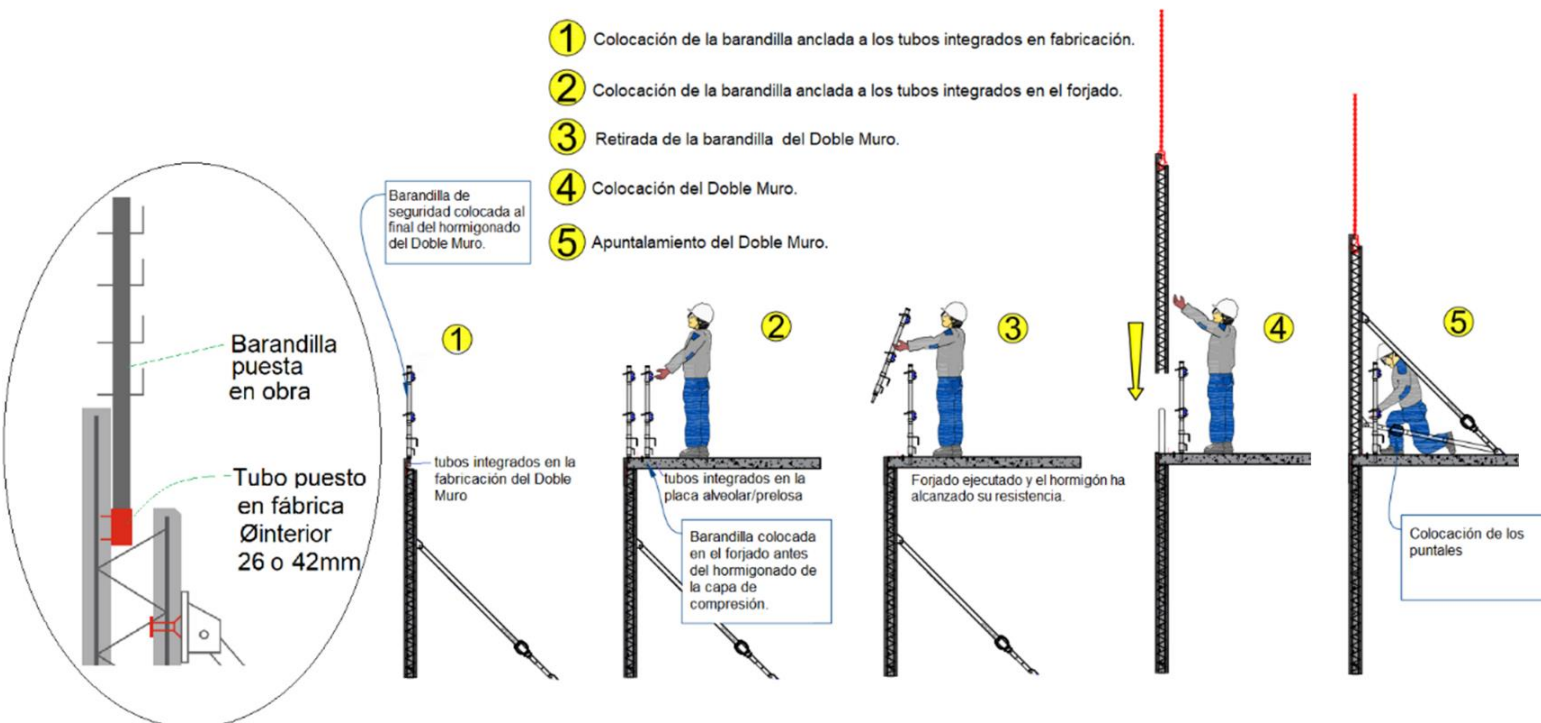 1 Colocación de la barandilla anclada a los tubos integrados en fabricación.
2 Colocación de la barandilla anclada a los tubos integrados en el forjado.
3 Retirada de la barandilla del Doble Muro.
4 Colocación del Doble Muro.
5 Apuntalamiento del Doble Muro.
Barandilla de
seguridad colocada al
final del hormigonado
del Doble Muro.
Barandilla
puesta
en obra
Tubo puesto
en fábrica
Øinterior
26 o 42mm
1
tubos integrados en la
fabricación del Doble
Muro
2
tubos integrados en la
placa alveolar/prelosa
Barandilla colocada
en el forjado antes
del hormigonado de
la capa de
compresión.
3
Forjado ejecutado y el hormigón ha
alcanzado su resistencia.
4
5
Colocación de los
puntales